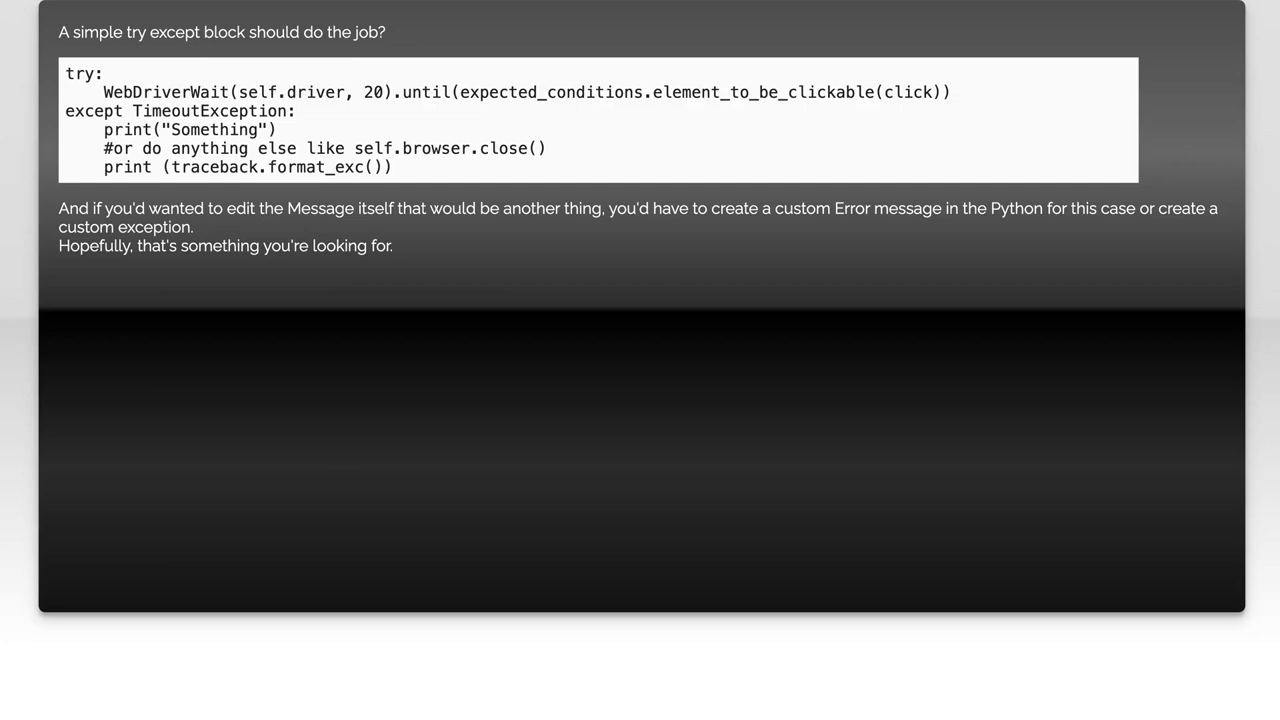 A simple try except block should do the job?
try:
    WebDriverWait(self.driver, 20).until(expected_conditions.element_to_be_clickable(click))
except TimeoutException:
    print("Something")
    #or do anything else like self.browser.close()
    print (traceback.format_exc())
And if you'd wanted to edit the Message itself that would be another thing, you'd have to create a custom Error message in the Python for this case or create a
custom exception.
Hopefully, that's something you're looking for.